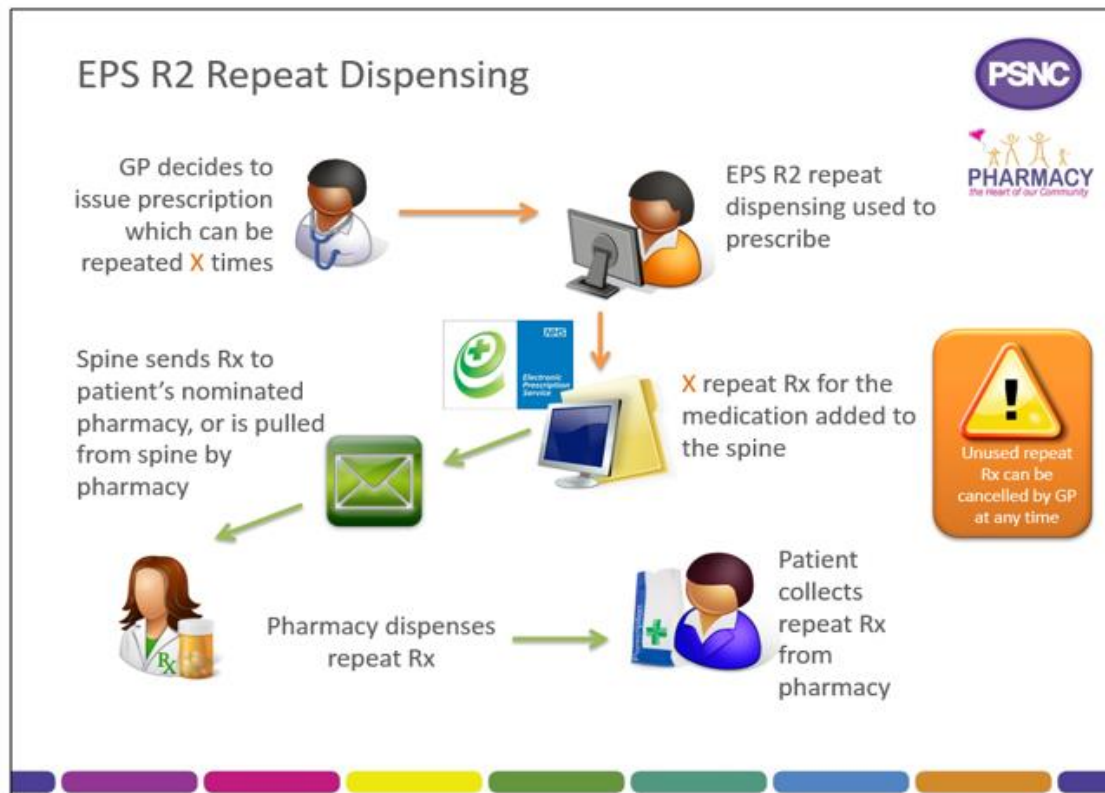 EPS R2 Repeat Dispensing
PSNC
PHARMACY
the Heart of our Community
GP decides to
issue prescription
which can be
repeated X times
EPS R2 repeat
dispensing used to
prescribe
NHS
Electronic
Prescription
Service
Spine sends Rx to
patient's nominated
pharmacy, or is pulled
from spine by
pharmacy
X repeat Rx for the
medication added to
the spine
!
Unused repeat
Rx can be
cancelled by GP
at any time
Rx
Pharmacy dispenses
repeat Rx
Patient
collects
repeat Rx
from
pharmacy